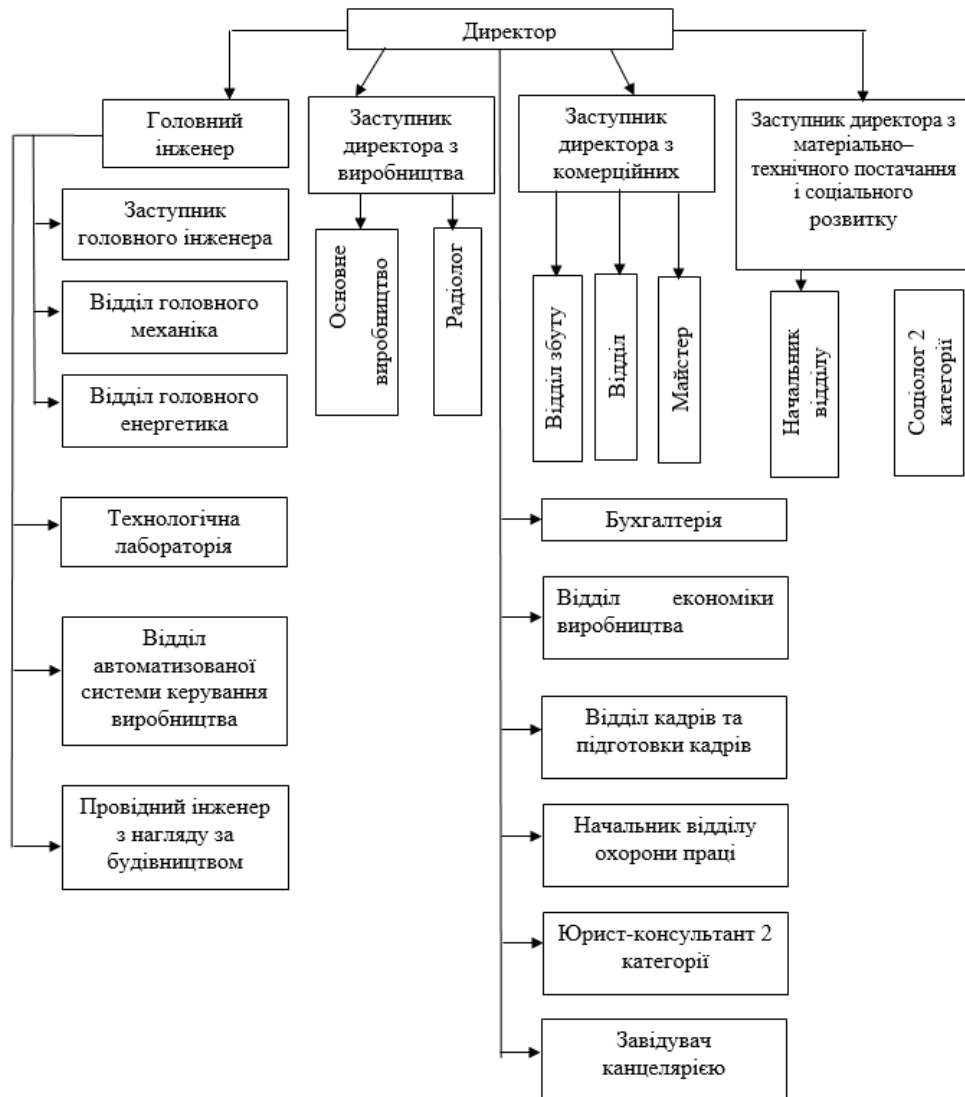 Директор
Головний
інженер
Заступник
директора з
виробництва
Заступник
директора з
комерційних
Заступник директора з
матеріально–
технічного постачання
і соціального
розвитку
Заступник
головного інженера
Відділ головного
механіка
Відділ головного
енергетика
Технологічна
лабораторія
Відділ
автоматизованої
системи керування
виробництва
Провідний інженер
з нагляду за
будівництвом
Основне
виробництво
Радіолог
Відділ збуту
Відділ
Майстер
Начальник
відділу
Соціолог 2
категорії
Бухгалтерія
Відділ економіки
виробництва
Відділ кадрів та
підготовки кадрів
Начальник відділу
охорони праці
Юрист-консультант 2
категорії
Завідувач
канцелярією